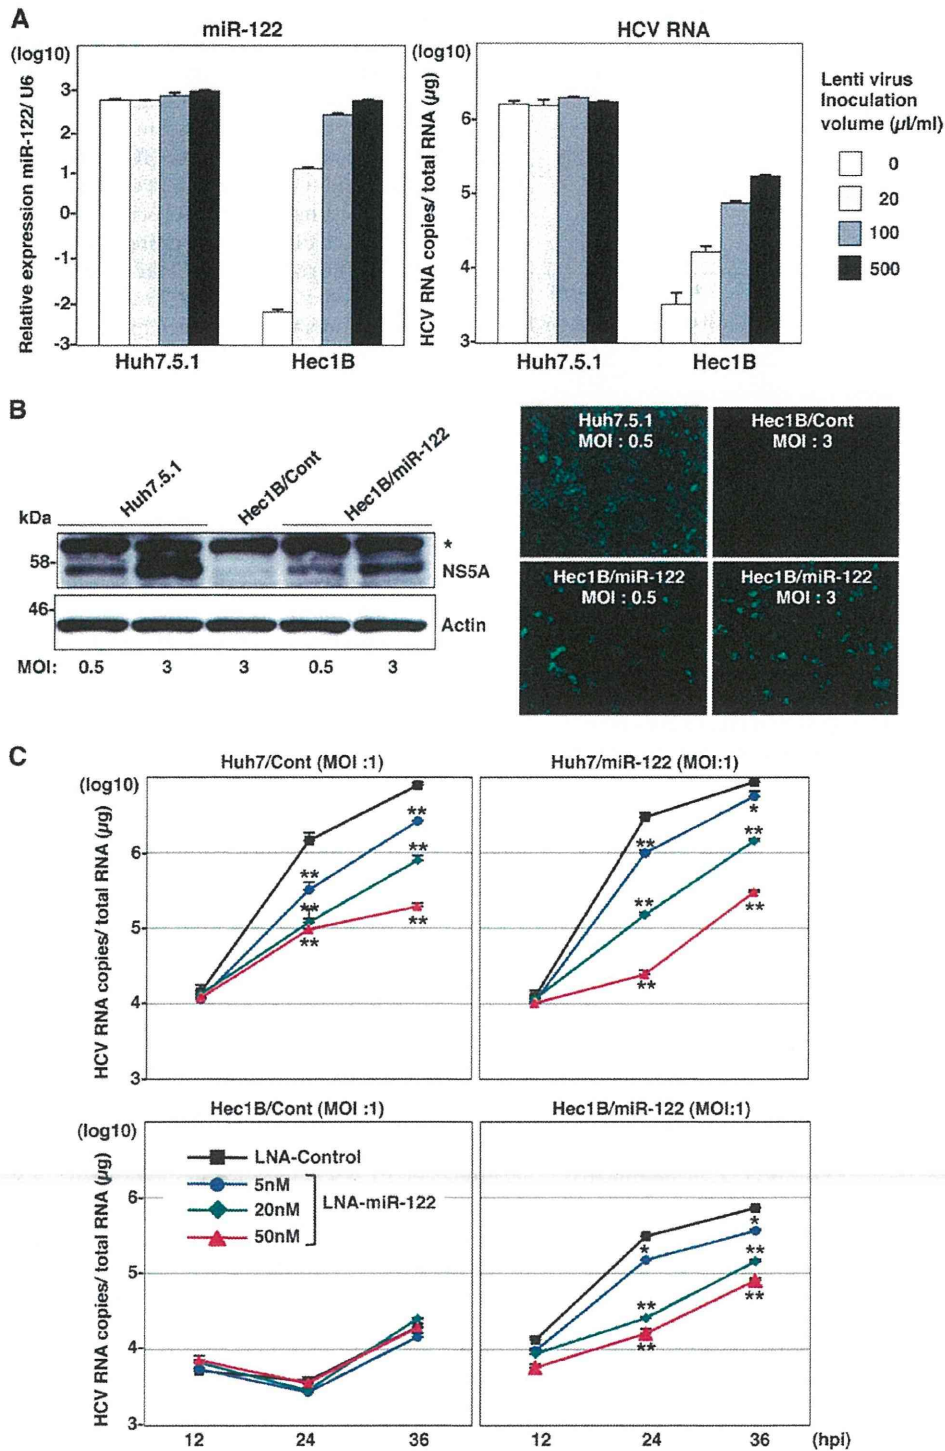 A
miR-122
(log10)
Relative expression miR-122/ U6
3
2
1
0
-1
-2
-3
Huh7.5.1
Hec1B
HCV RNA
(log10)
HCV RNA copies/ total RNA (µg)
6
5
4
3
Huh7.5.1
Hec1B
Lenti virus
Inoculation
volume (µl/ml)
0
20
100
500
B
Huh7.5.1
Hec1B/Cont
Hec1B/miR-122
kDa
58
*
NS5A
46
Actin
MOI: 0.5 3 3 0.5 3
Huh7.5.1
MOI : 0.5
Hec1B/Cont
MOI : 3
Hec1B/miR-122
MOI : 0.5
Hec1B/miR-122
MOI : 3
C
Huh7/Cont (MOI :1)
(log10)
HCV RNA copies/ total RNA (µg)
6
5
4
3
**
**
**
**
**
**
Huh7/miR-122 (MOI:1)
**
**
**
*
**
**
Hec1B/Cont (MOI :1)
(log10)
HCV RNA copies/ total RNA (µg)
6
5
4
3
LNA-Control
5nM
20nM
50nM
LNA-miR-122
12 24 36
Hec1B/miR-122 (MOI:1)
*
**
**
*
**
**
12 24 36 (hpi)